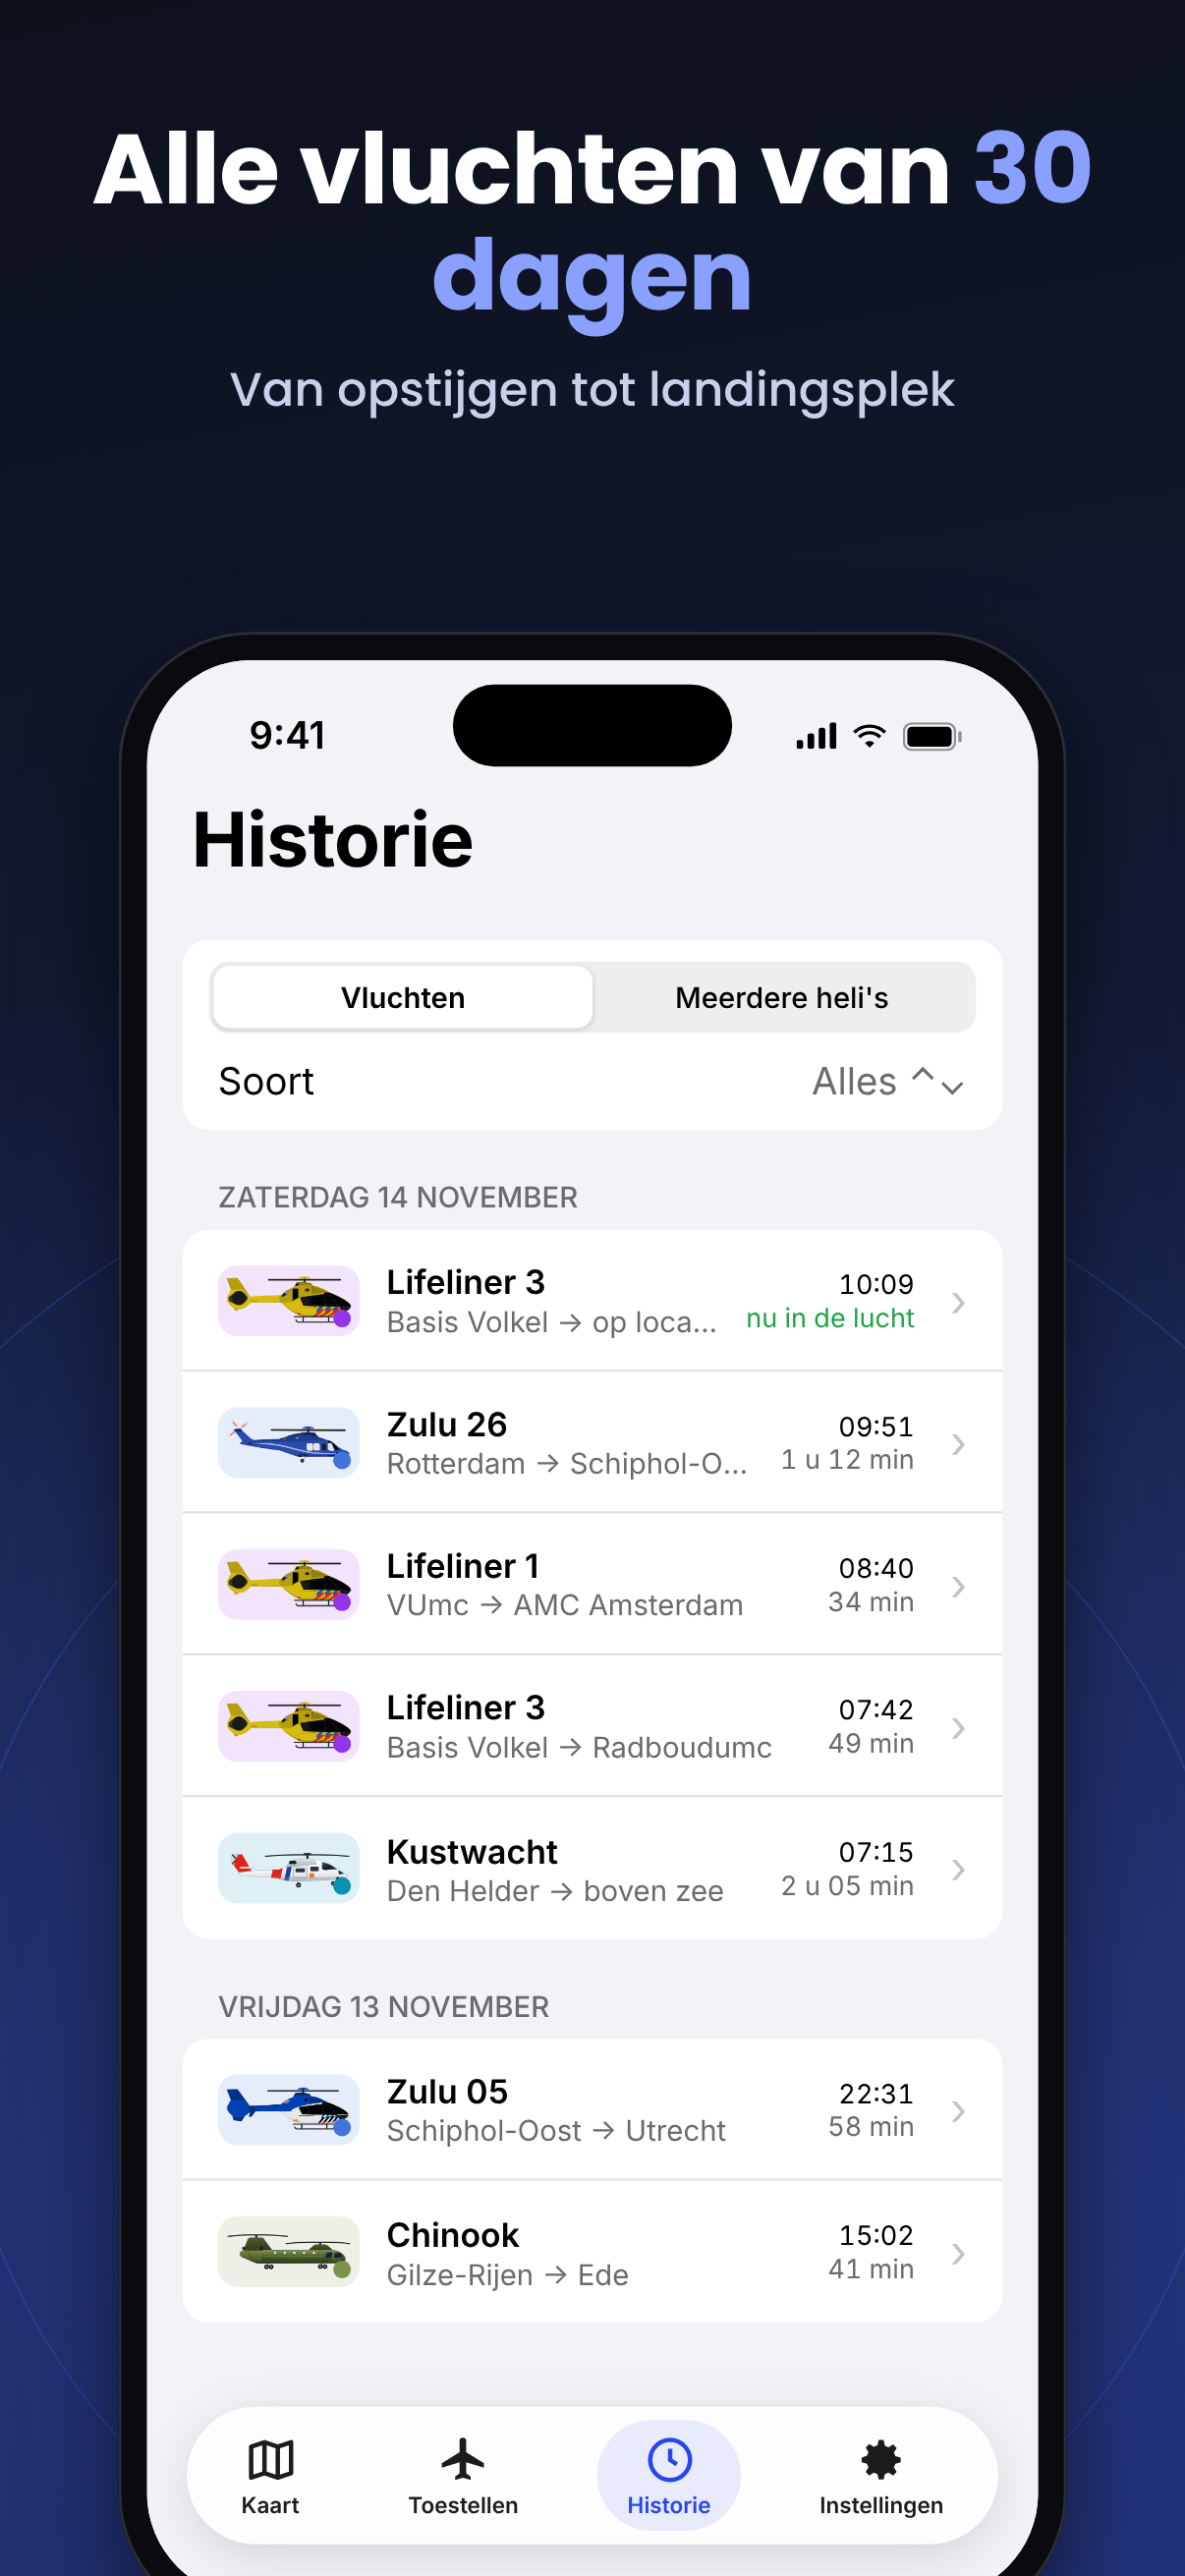 Alle vluchten van 30
dagen
Van opstijgen tot landingsplek
9:41
Historie
Vluchten
Meerdere heli's
Soort
Alles
ZATERDAG 14 NOVEMBER
Lifeliner 3
10:09
Basis Volkel → op loca...
nu in de lucht
Zulu 26
09:51
Rotterdam → Schiphol-O...
1 u 12 min
Lifeliner 1
08:40
VUmc → AMC Amsterdam
34 min
Lifeliner 3
07:42
Basis Volkel → Radboudumc
49 min
Kustwacht
07:15
Den Helder → boven zee
2 u 05 min
VRIJDAG 13 NOVEMBER
Zulu 05
22:31
Schiphol-Oost → Utrecht
58 min
Chinook
15:02
Gilze-Rijen → Ede
41 min
Kaart
Toestellen
Historie
Instellingen